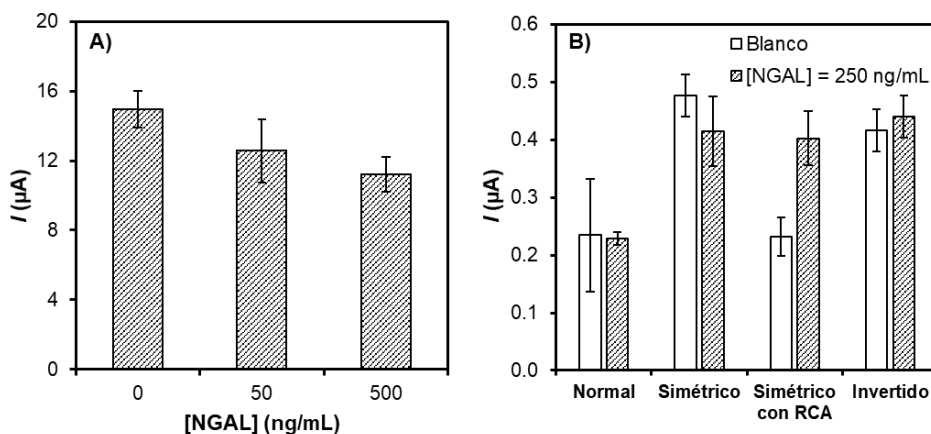 A)
I (µA)
20
16
12
8
4
0
0 50 500
[NGAL] (ng/mL)
B)
Blanco
[NGAL] = 250 ng/mL
I (µA)
0.6
0.5
0.4
0.3
0.2
0.1
0.0
Normal Simétrico Simétrico Invertido
con RCA